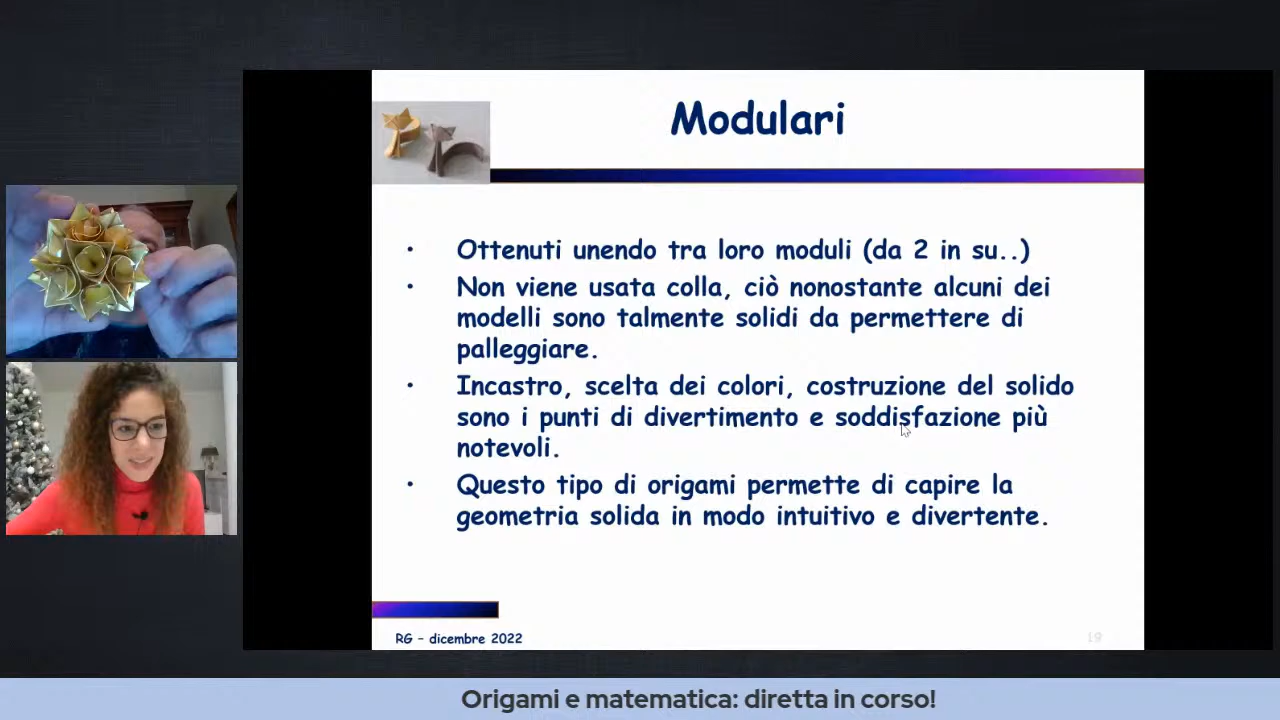 Modulari
• Ottenuti unendo tra loro moduli (da 2 in su..)
• Non viene usata colla, ciò nonostante alcuni dei
modelli sono talmente solidi da permettere di
palleggiare.
• Incastro, scelta dei colori, costruzione del solido
sono i punti di divertimento e soddisfazione più
notevoli.
• Questo tipo di origami permette di capire la
geometria solida in modo intuitivo e divertente.
RG – dicembre 2022
19
Origami e matematica: diretta in corso!